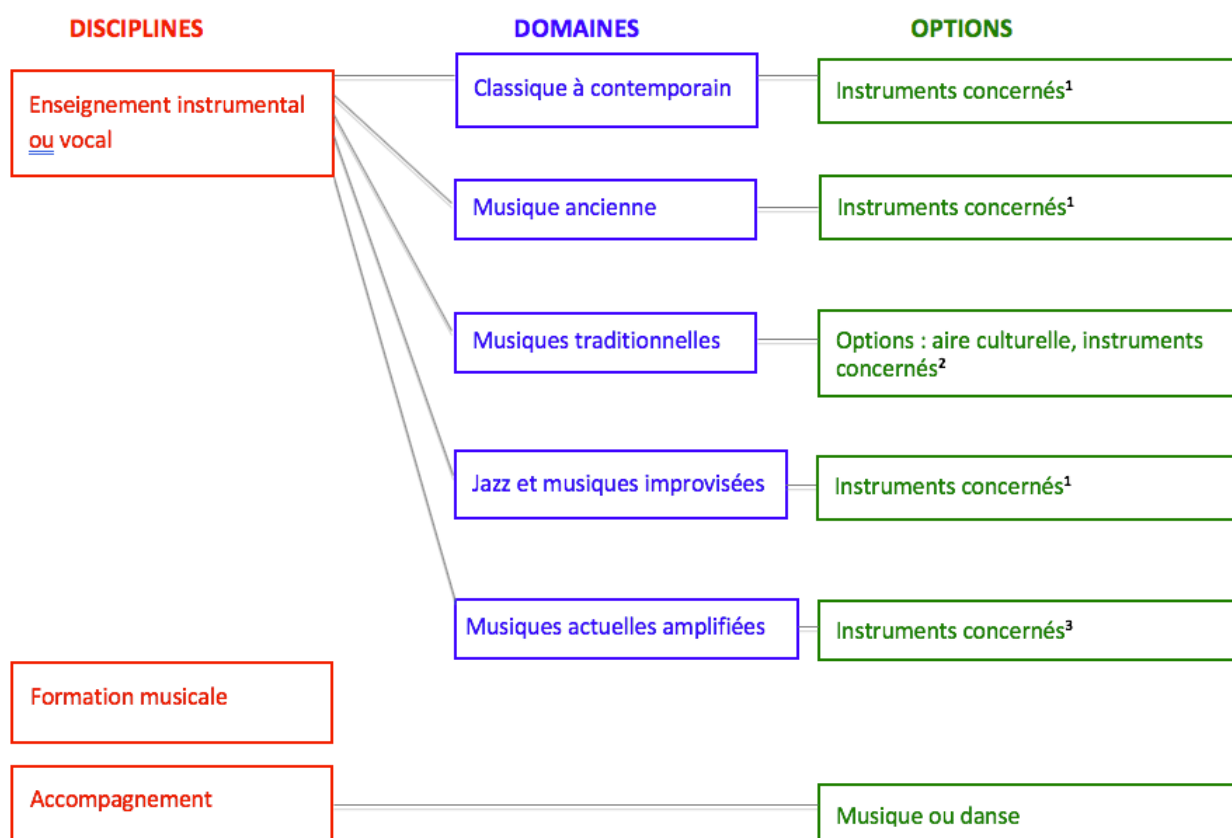 DISCIPLINES DOMAINES OPTIONS
Enseignement instrumental
ou vocal
Classique à contemporain
Instruments concernés¹
Musique ancienne
Instruments concernés¹
Musiques traditionnelles
Options : aire culturelle, instruments
concernés²
Jazz et musiques improvisées
Instruments concernés¹
Musiques actuelles amplifiées
Instruments concernés³
Formation musicale
Accompagnement
Musique ou danse